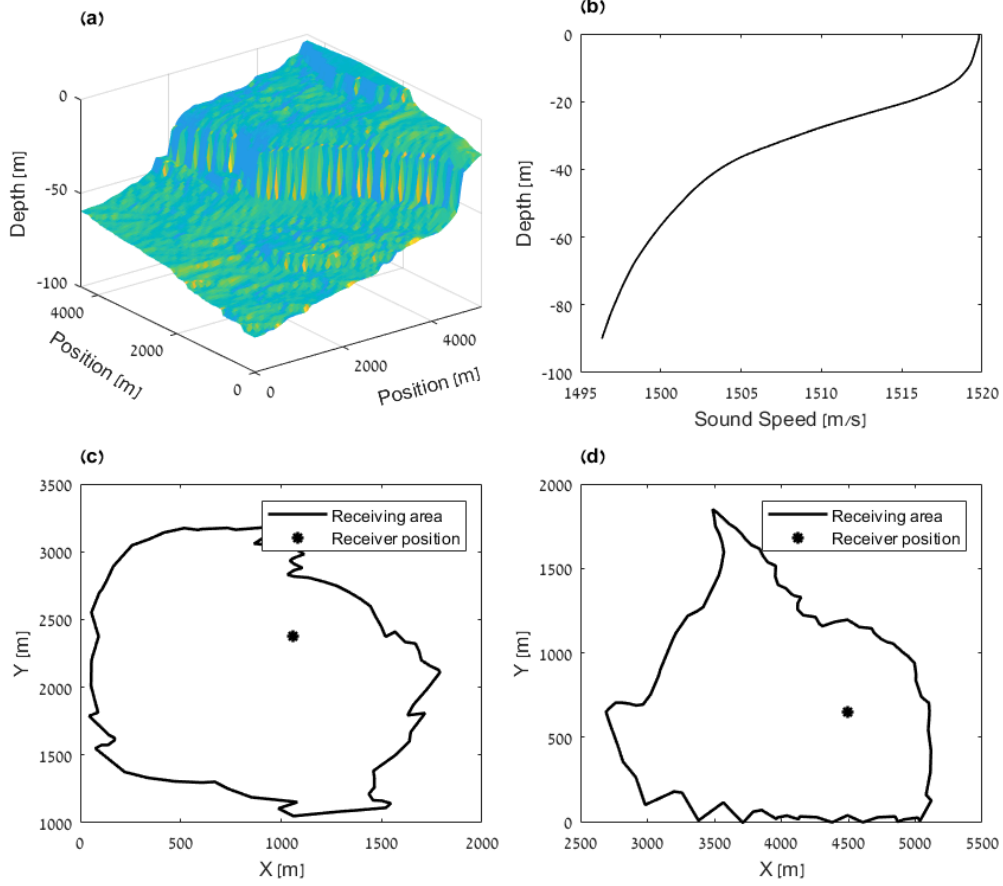 (a)
0
-50
-100
Depth [m]
4000
2000
0
Position [m]
0
2000
4000
Position [m]
(b)
0
-20
-40
-60
-80
-100
Depth [m]
1495
1500
1505
1510
1515
1520
Sound Speed [m/s]
(c)
3500
3000
2500
2000
1500
1000
Y [m]
Receiving area
Receiver position
0
500
1000
1500
2000
X [m]
(d)
2000
1500
1000
500
0
Y [m]
Receiving area
Receiver position
2500
3000
3500
4000
4500
5000
5500
X [m]